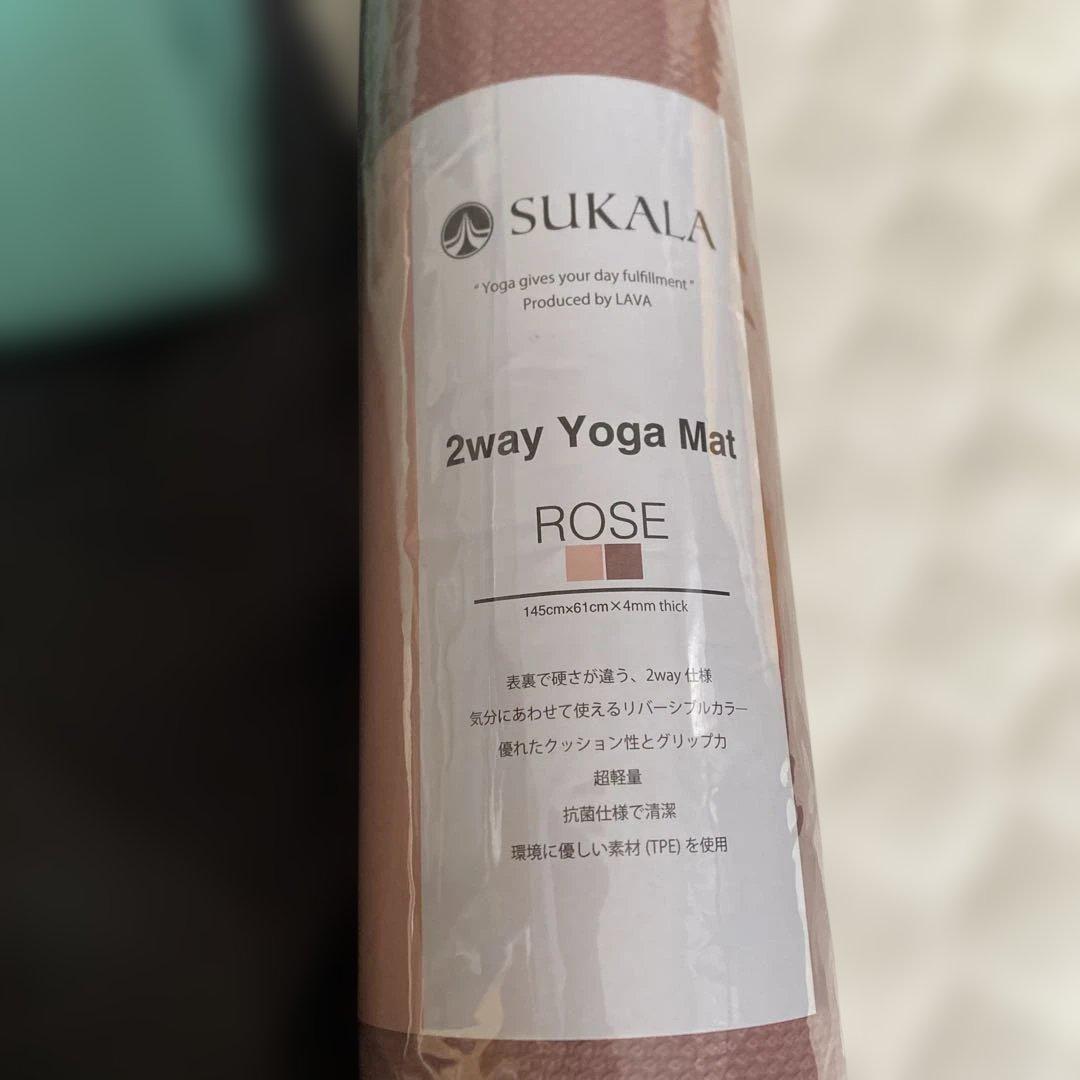 SUKALA
"Yoga gives your day fulfillment"
Produced by LAVA
2way Yoga Mat
ROSE
145cm×61cm×4mm thick
表裏で硬さが違う、2way 仕様
気分にあわせて使えるリバーシブルカラー
優れたクッション性とグリップ力
超軽量
抗菌仕様で清潔
環境に優しい素材 (TPE) を使用